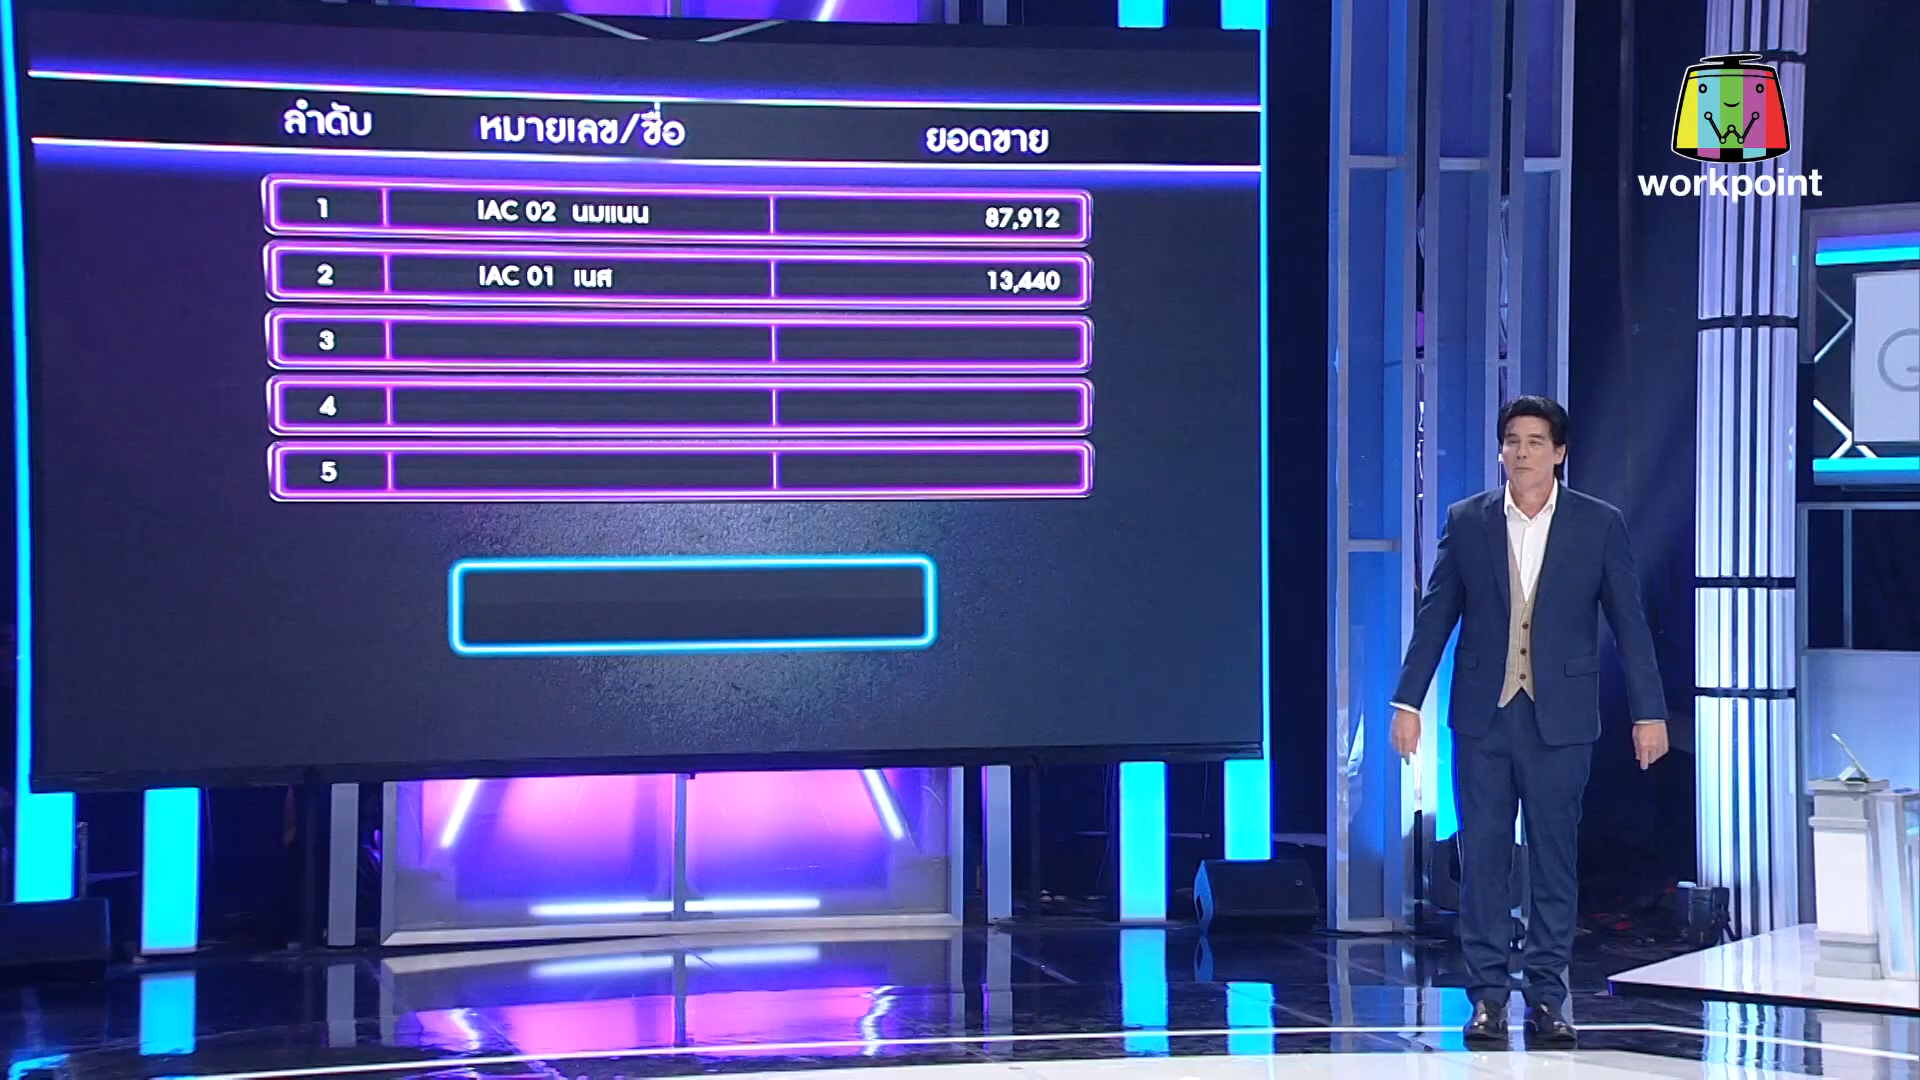 workpoint
ลำดับ หมายเลข/ชื่อ ยอดขาย
1 IAC 02 นมแนน 87,912
2 IAC 01 เนส 13,440
3
4
5